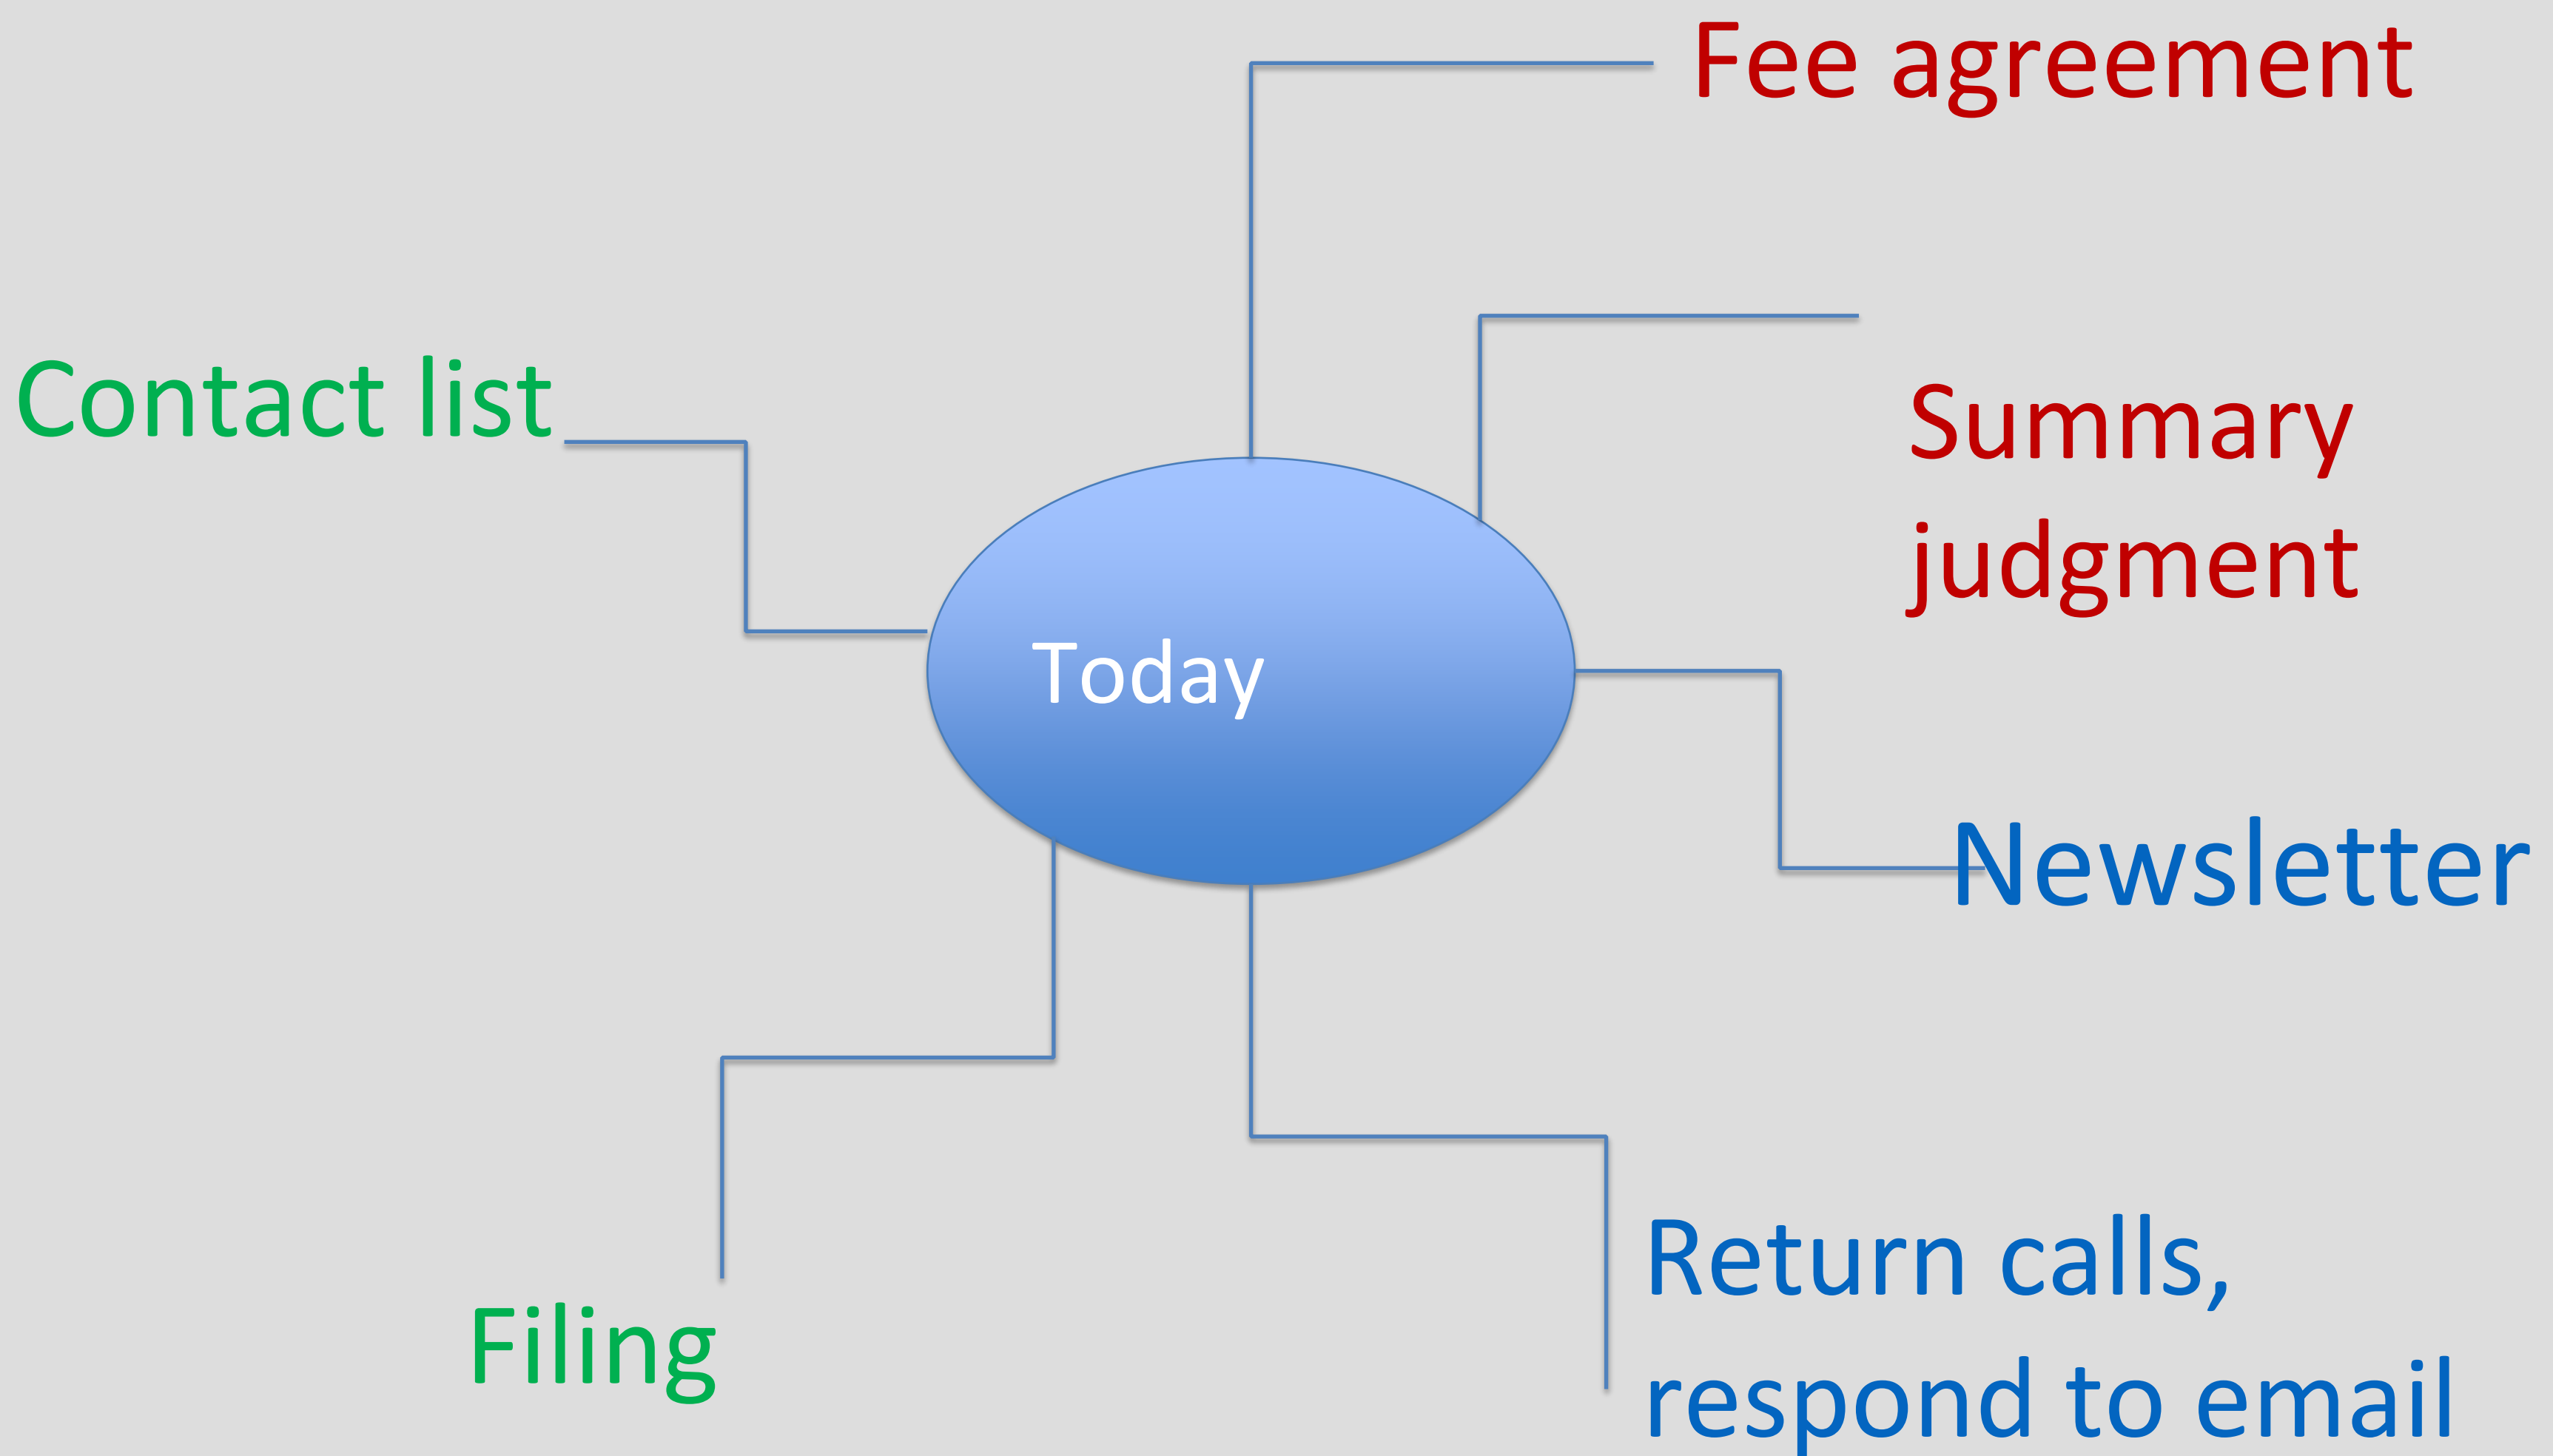 Fee agreement
Contact list
Summary
judgment
Today
Newsletter
Return calls,
respond to email
Filing